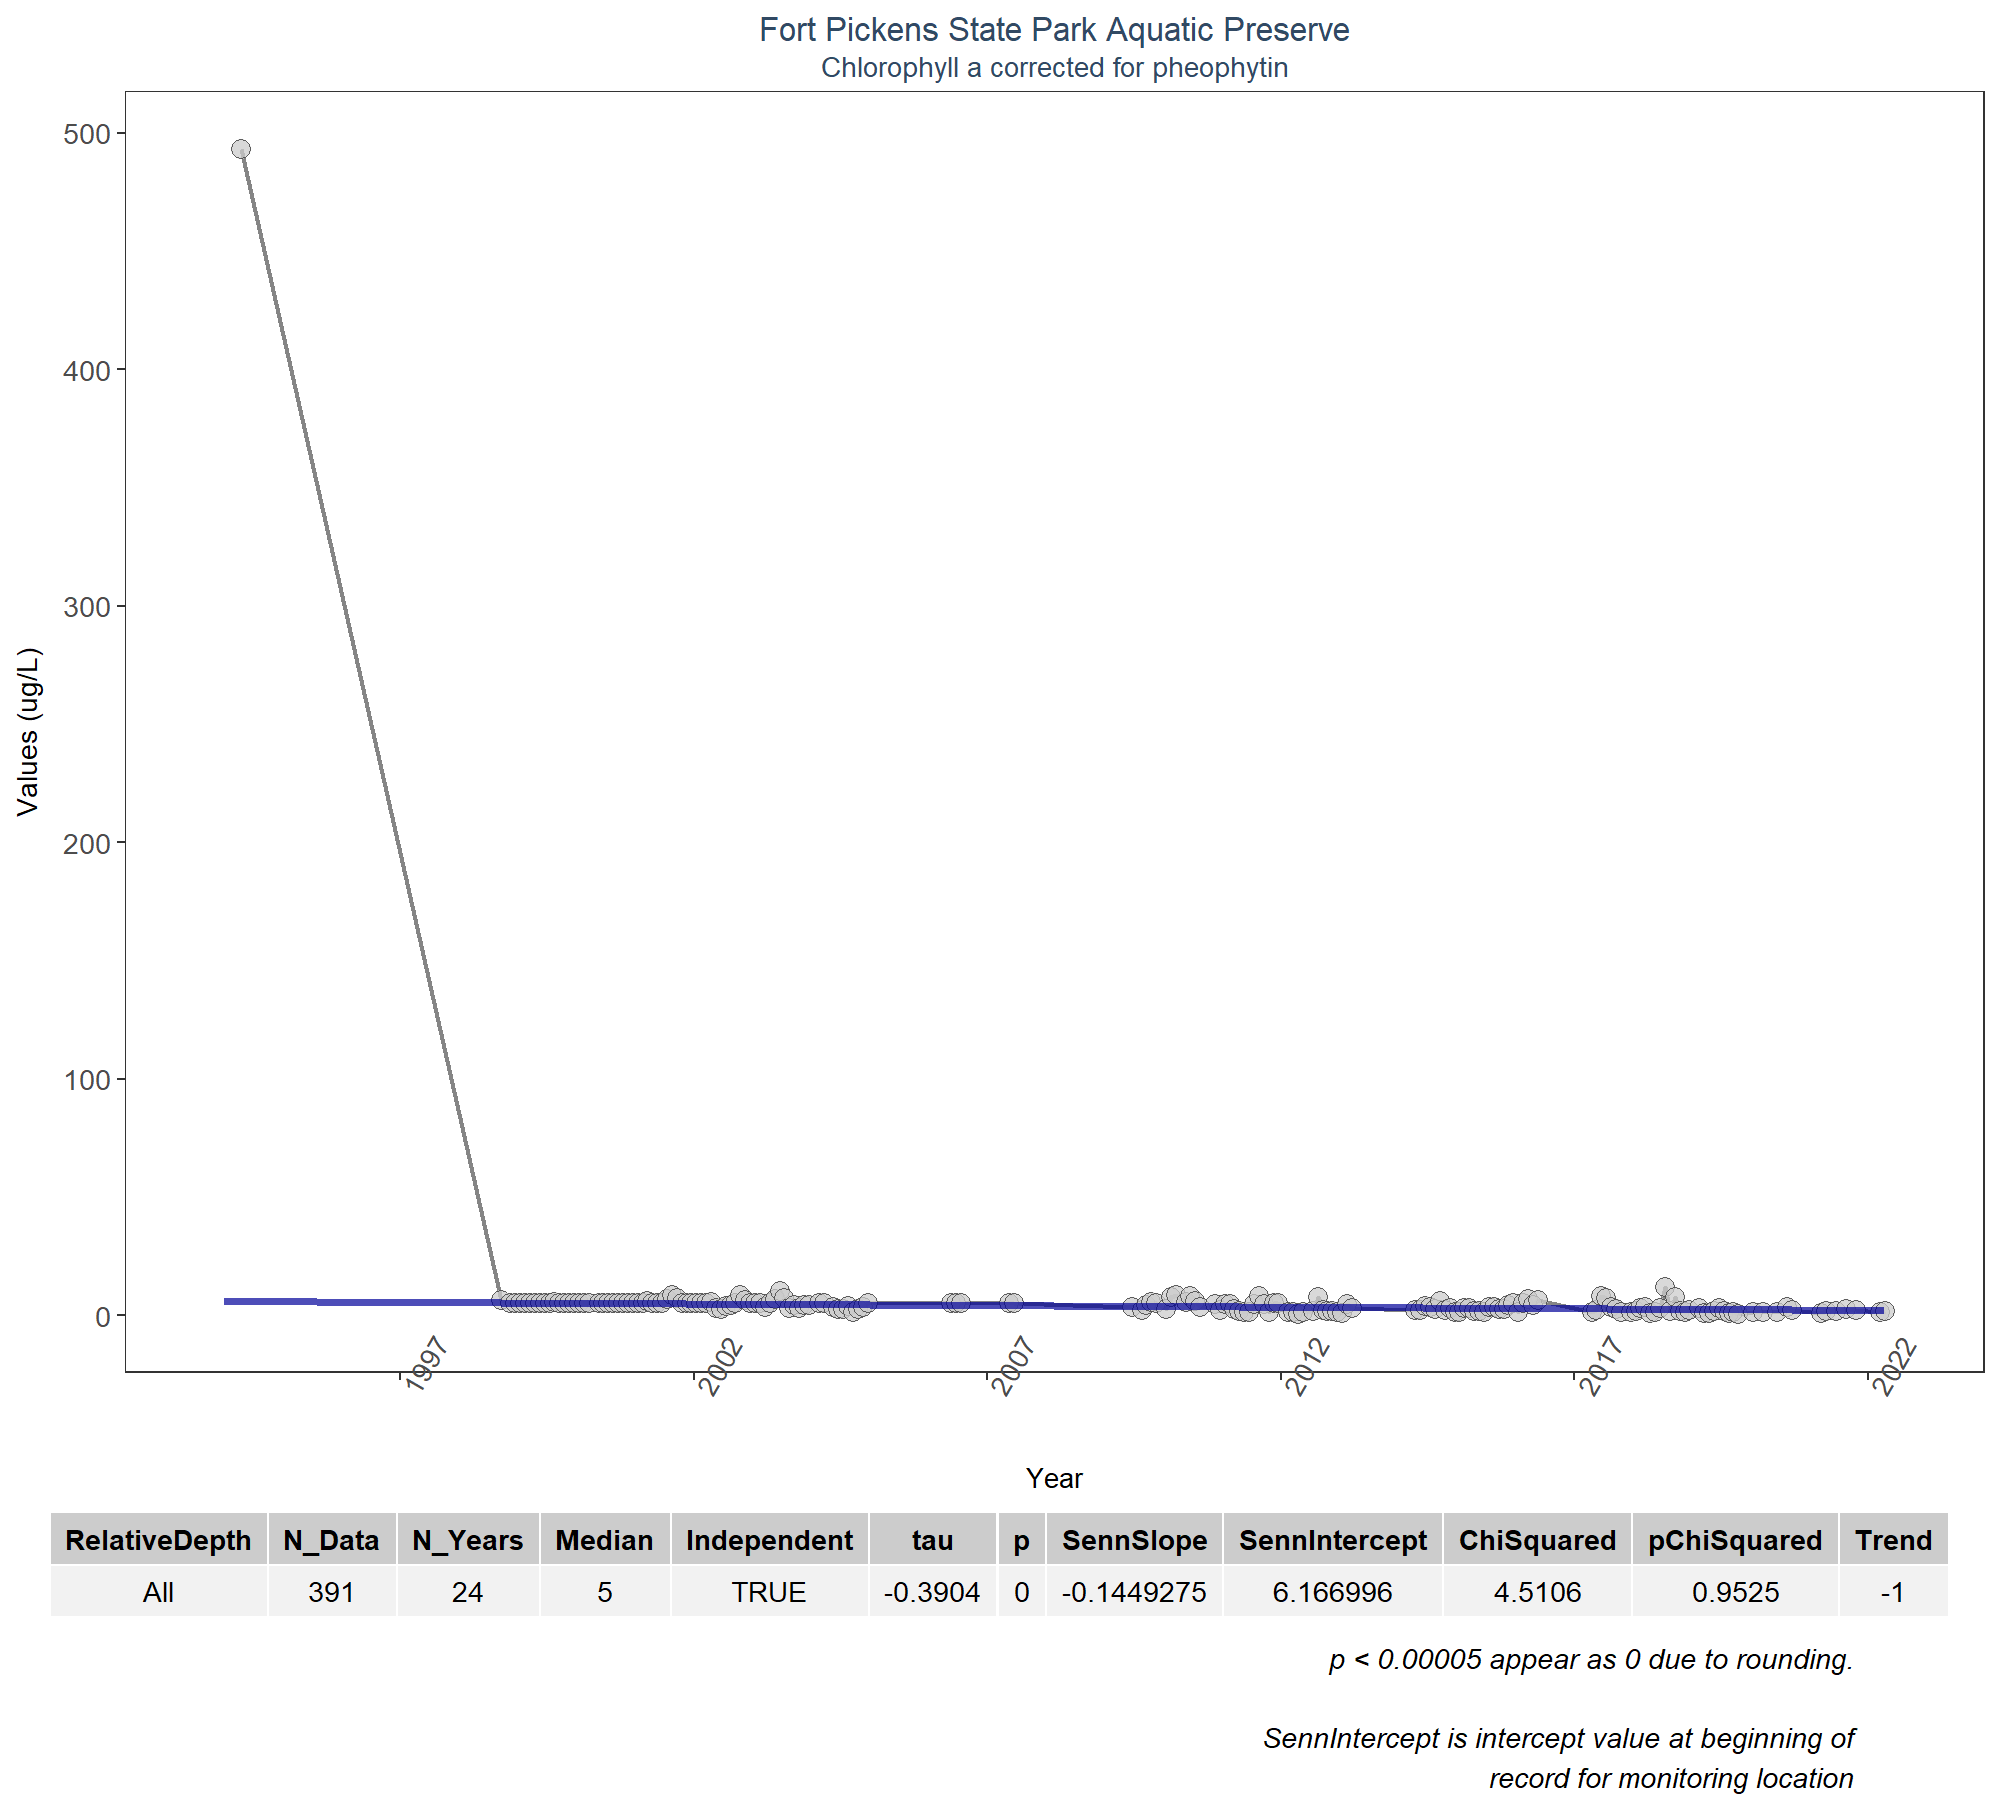 Fort Pickens State Park Aquatic Preserve
Chlorophyll a corrected for pheophytin
500
400
300
200
100
0
Values (ug/L)
1997 2002 2007 2012 2017 2022
Year
RelativeDepth N_Data N_Years Median Independent tau p SennSlope SennIntercept ChiSquared pChiSquared Trend
All 391 24 5 TRUE -0.3904 0 -0.1449275 6.166996 4.5106 0.9525 -1
p < 0.00005 appear as 0 due to rounding.
SennIntercept is intercept value at beginning of
record for monitoring location